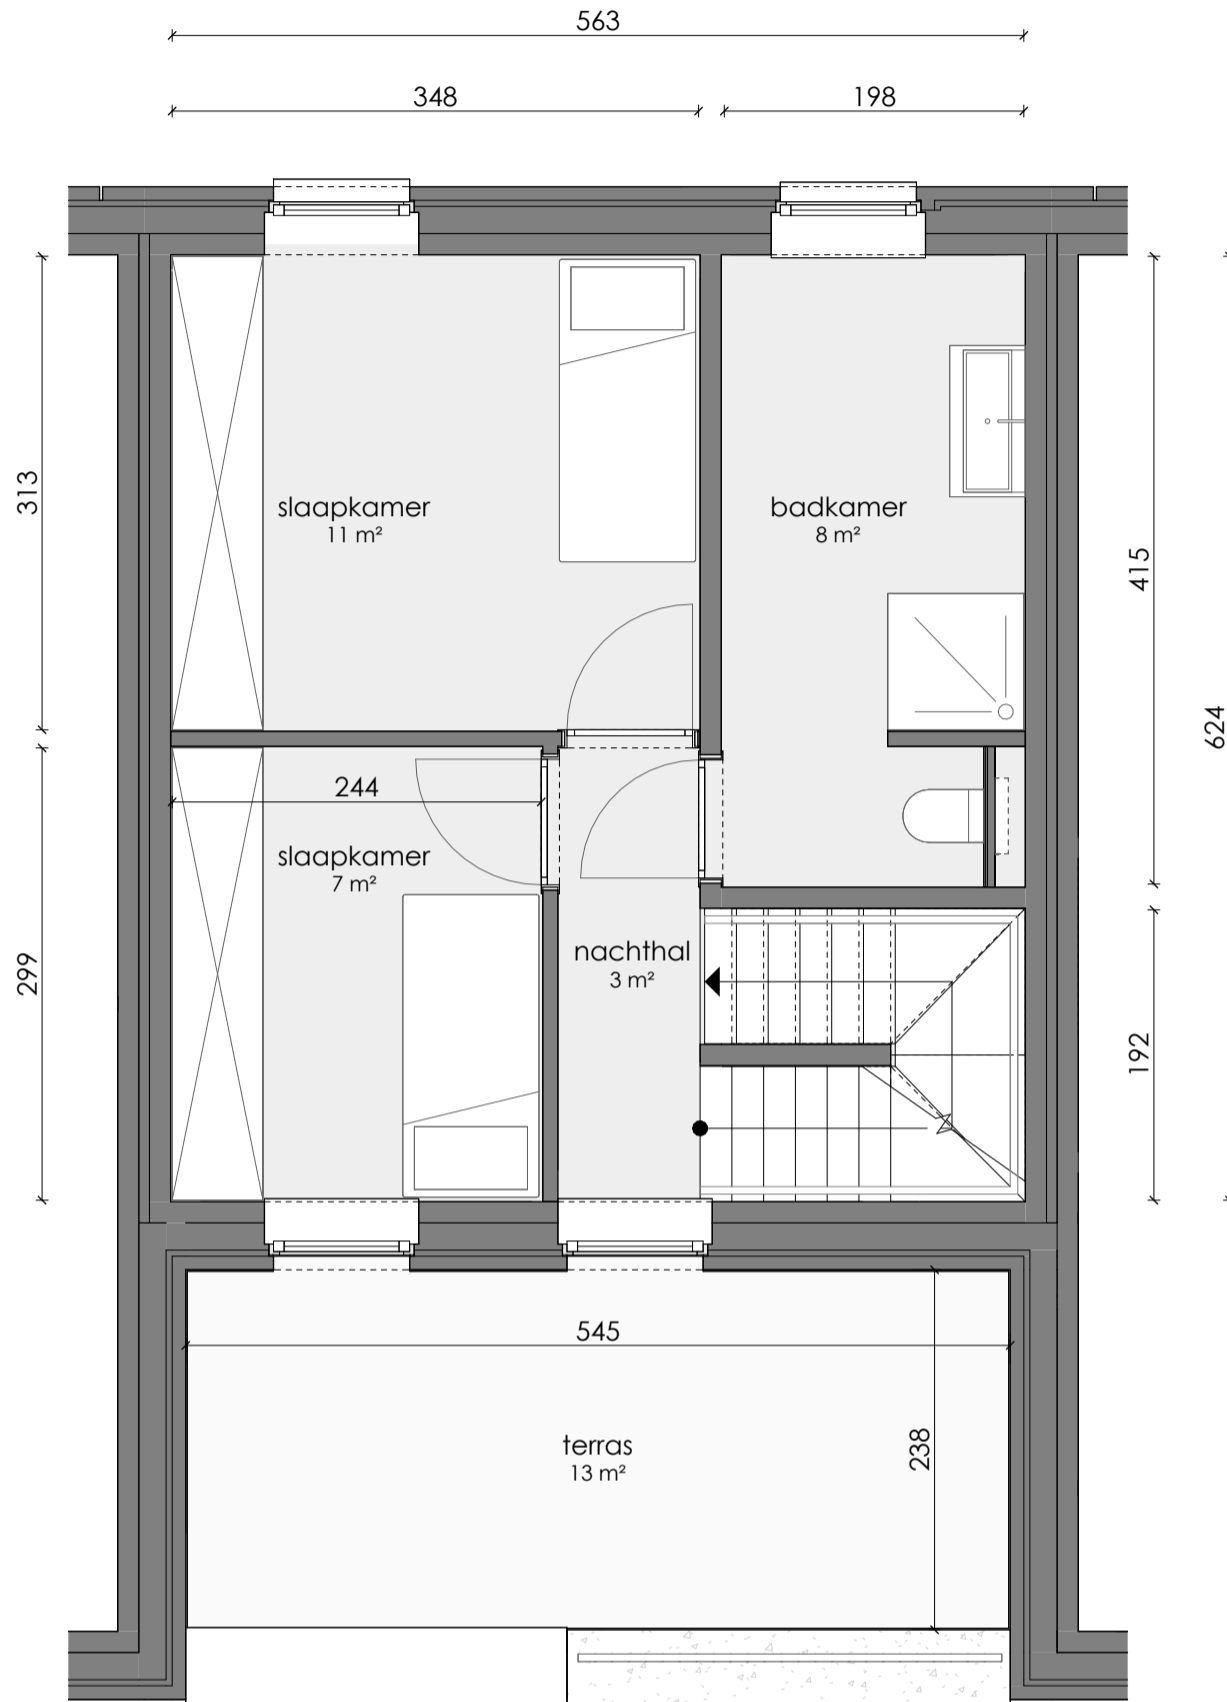 563
348
198
313
slaapkamer
11 m²
badkamer
8 m²
415
624
244
slaapkamer
7 m²
299
nachthal
3 m²
192
545
terras
13 m²
238